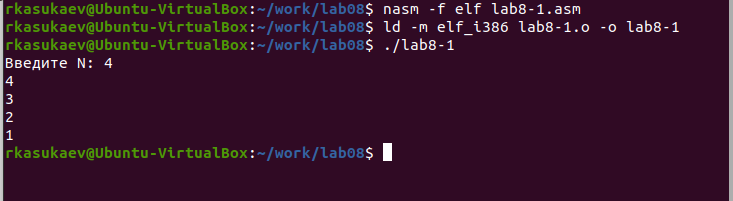 rkasukaev@Ubuntu-VirtualBox:~/work/lab08$ nasm -f elf lab8-1.asm
rkasukaev@Ubuntu-VirtualBox:~/work/lab08$ ld -m elf_i386 lab8-1.o -o lab8-1
rkasukaev@Ubuntu-VirtualBox:~/work/lab08$ ./lab8-1
Введите N: 4
4
3
2
1
rkasukaev@Ubuntu-VirtualBox:~/work/lab08$